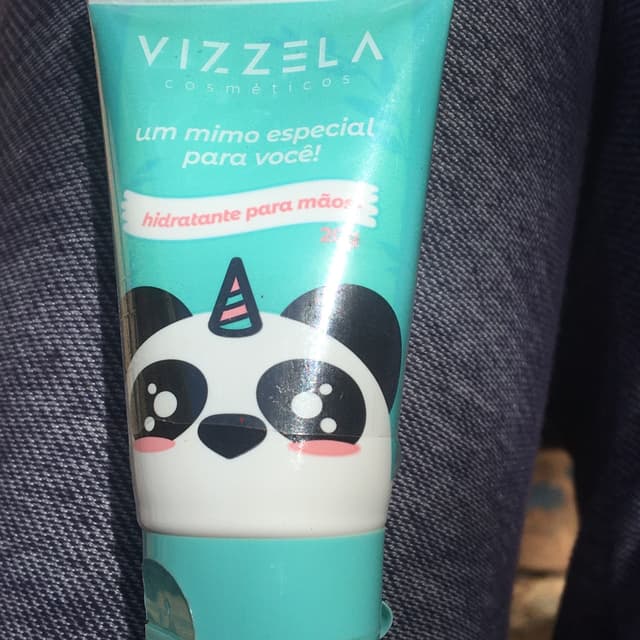 VIZZELA
cosméticos
um mimo especial
para você!
hidratante para mãos